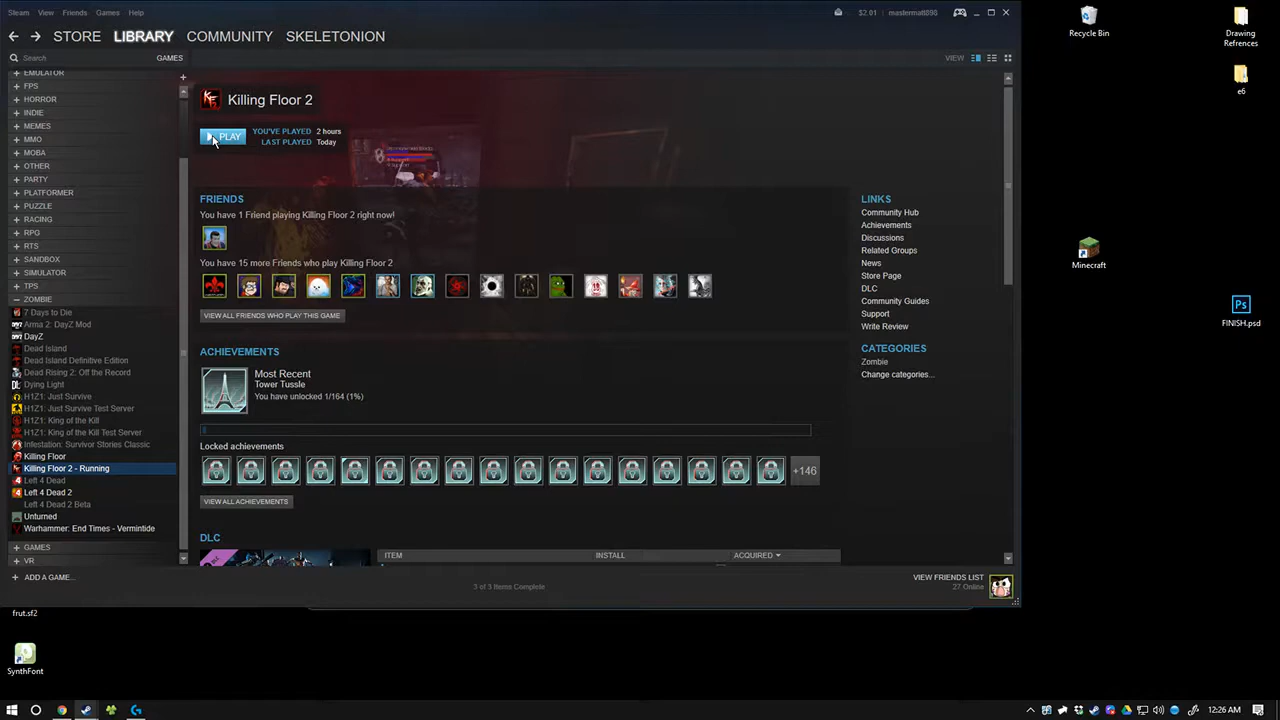 Steam View Friends Games Help
$2.01 mastermatt898
STORE LIBRARY COMMUNITY SKELETONION
Search GAMES
VIEW
EMULATOR
FPS
HORROR
INDIE
MEMES
MMO
MOBA
OTHER
PARTY
PLATFORMER
PUZZLE
RACING
RPG
RTS
SANDBOX
SIMULATOR
TPS
ZOMBIE
7 Days to Die
Arma 2: DayZ Mod
DayZ
Dead Island
Dead Island Definitive Edition
Dead Rising 2: Off the Record
Dying Light
H1Z1: Just Survive
H1Z1: Just Survive Test Server
H1Z1: King of the Kill
H1Z1: King of the Kill Test Server
Infestation: Survivor Stories Classic
Killing Floor
Killing Floor 2 - Running
Left 4 Dead
Left 4 Dead 2
Left 4 Dead 2 Beta
Unturned
Warhammer: End Times - Vermintide
GAMES
VR
ADD A GAME...
Killing Floor 2
PLAY
YOU'VE PLAYED 2 hours
LAST PLAYED Today
FRIENDS
You have 1 Friend playing Killing Floor 2 right now!
You have 15 more Friends who play Killing Floor 2
VIEW ALL FRIENDS WHO PLAY THIS GAME
ACHIEVEMENTS
Most Recent
Tower Tussle
You have unlocked 1/164 (1%)
Locked achievements
+146
VIEW ALL ACHIEVEMENTS
DLC
ITEM INSTALL ACQUIRED
LINKS
Community Hub
Achievements
Discussions
Related Groups
News
Store Page
DLC
Community Guides
Support
Write Review
CATEGORIES
Zombie
Change categories...
3 of 3 Items Complete
VIEW FRIENDS LIST
27 Online
Recycle Bin
Drawing
Refrences
e6
Minecraft
FINISH.psd
frut.sf2
SynthFont
12:26 AM